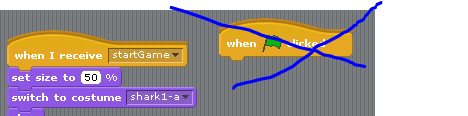 when I receive startGame
set size to 50 %
switch to costume shark1-a
when clicked